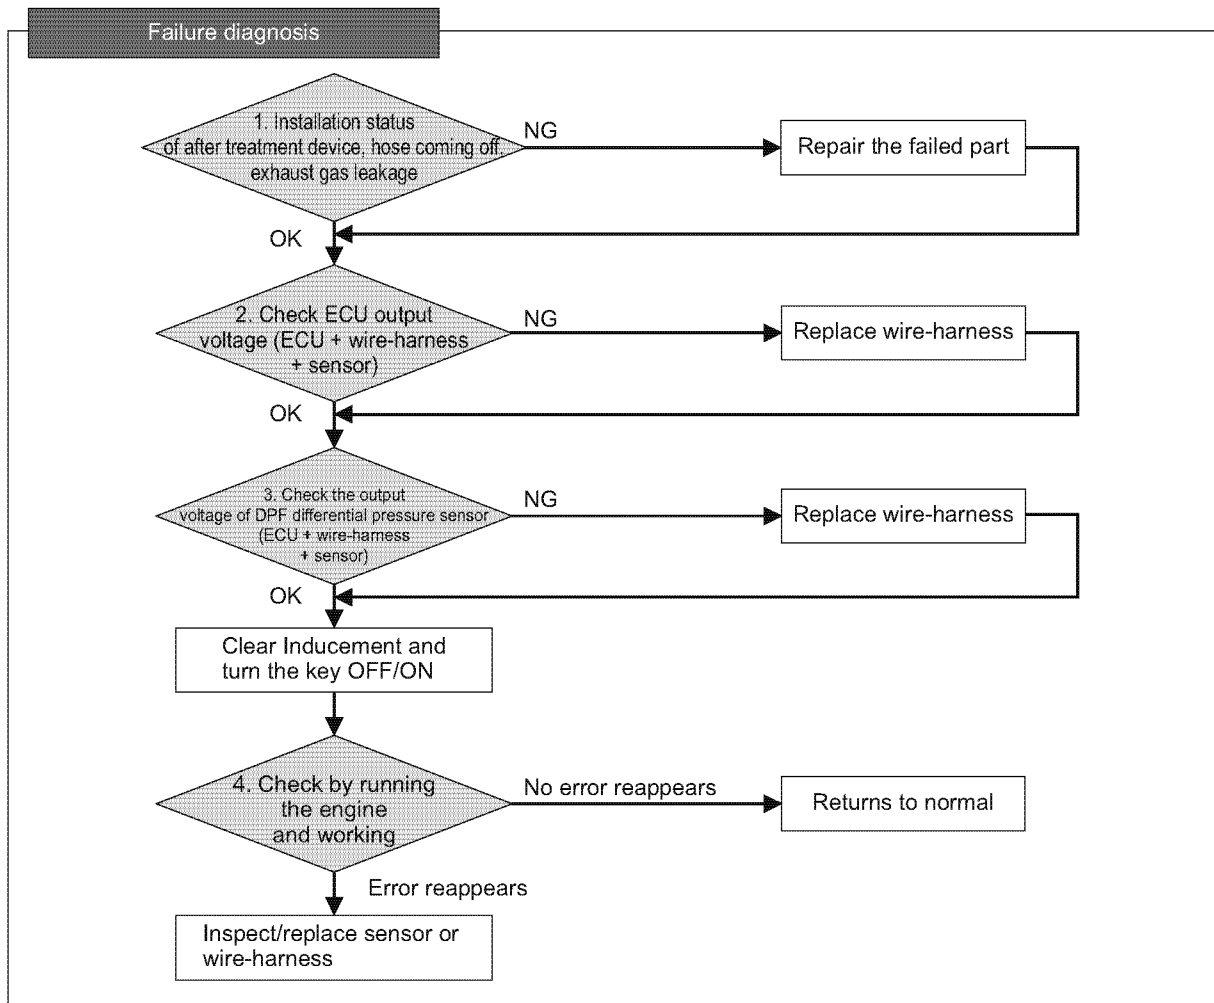 Failure diagnosis
1. Installation status
of after treatment device, hose coming off,
exhaust gas leakage
NG
Repair the failed part
OK
2. Check ECU output
voltage (ECU + wire-harness
+ sensor)
NG
Replace wire-harness
OK
3. Check the output
voltage of DPF differential pressure sensor
(ECU + wire-harness
+ sensor)
NG
Replace wire-harness
OK
Clear Inducement and
turn the key OFF/ON
4. Check by running
the engine
and working
No error reappears
Returns to normal
Error reappears
Inspect/replace sensor or
wire-harness